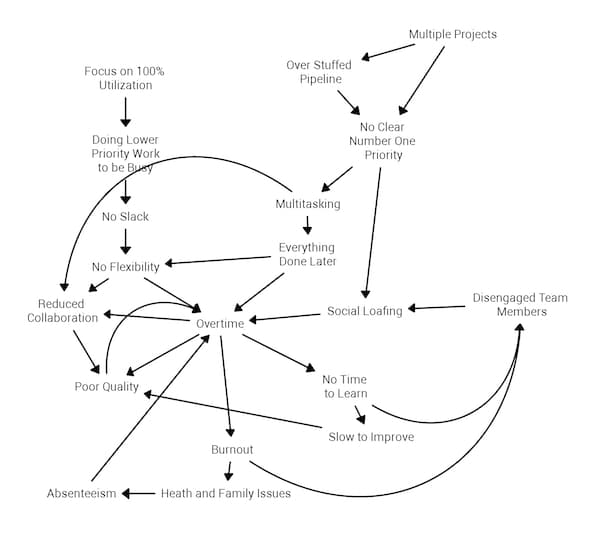 Multiple Projects
Over Stuffed
Pipeline
Focus on 100%
Utilization
No Clear
Number One
Priority
Doing Lower
Priority Work
to be Busy
Multitasking
No Slack
Everything
Done Later
No Flexibility
Reduced
Collaboration
Overtime
Social Loafing
Disengaged Team
Members
Poor Quality
No Time
to Learn
Slow to Improve
Burnout
Absenteeism
Heath and Family Issues